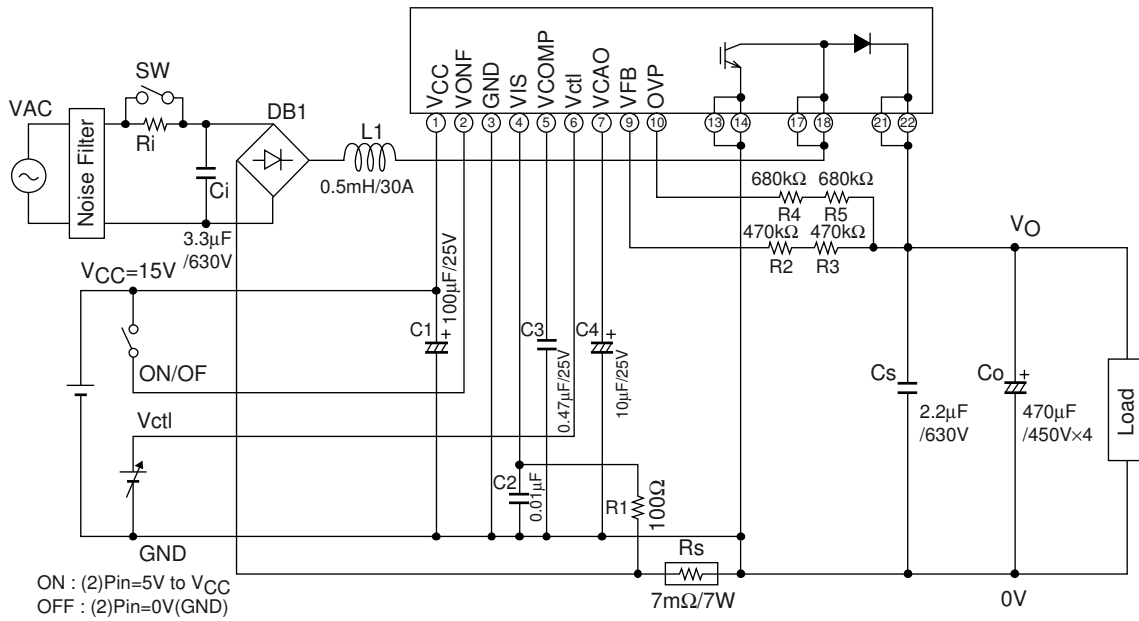 VCC
VONF
GND
VIS
VCOMP
Vctl
VCAO
VFB
OVP
1
2
3
4
5
6
7
9
10
13
14
17
18
21
22
SW
VAC
Noise Filter
Ri
Ci
3.3μF
/630V
DB1
L1
0.5mH/30A
680kΩ
680kΩ
R4
R5
470kΩ
470kΩ
R2
R3
VO
VCC=15V
ON/OF
Vctl
C1
+
100μF/25V
C3
0.47μF/25V
C4
+
10μF/25V
Cs
2.2μF
/630V
Co
+
470μF
/450V×4
Load
C2
0.01μF
R1
100Ω
GND
Rs
7mΩ/7W
0V
ON : (2)Pin=5V to VCC
OFF : (2)Pin=0V(GND)